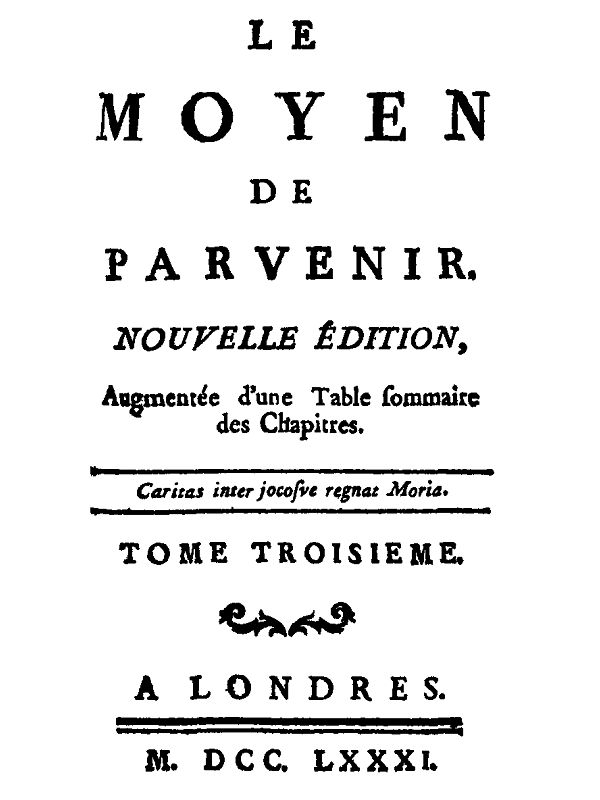 LE
MOYEN
DE
PARVENIR.
NOUVELLE ÉDITION,
Augmentée d'une Table ſommaire
des Chapitres.
Caritas inter jocoſve regnat Moria.
TOME TROISIEME.
A LONDRES.
M. DCC. LXXXI.